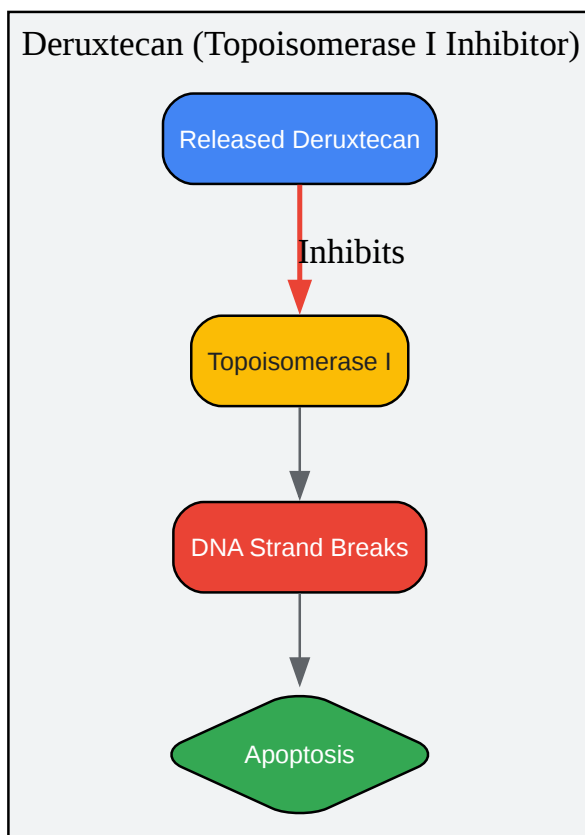 Deruxtecan (Topoisomerase I Inhibitor)
Released Deruxtecan
Inhibits
Topoisomerase I
DNA Strand Breaks
Apoptosis